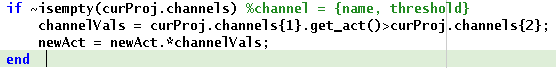 if ~isempty(curProj.channels) %channel = {name, threshold}
channelVals = curProj.channels{1}.get_act()>curProj.channels{2};
newAct = newAct.*channelVals;
end